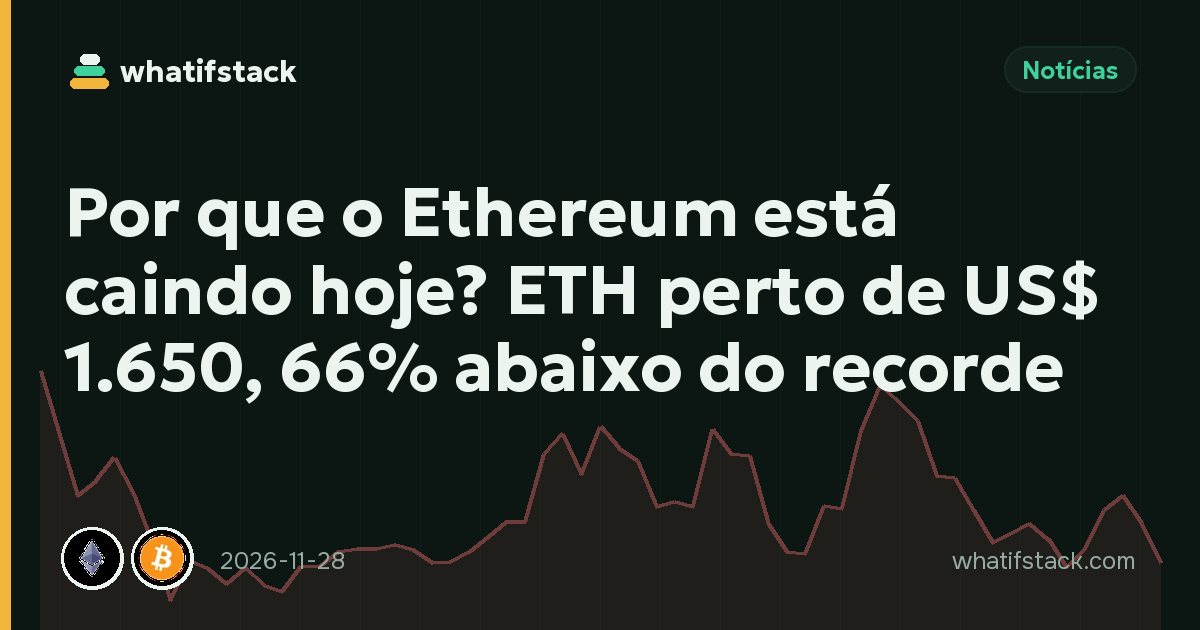 whatifstack
Notícias
Por que o Ethereum está
caindo hoje? ETH perto de US$
1.650, 66% abaixo do recorde
2026-11-28
whatifstack.com